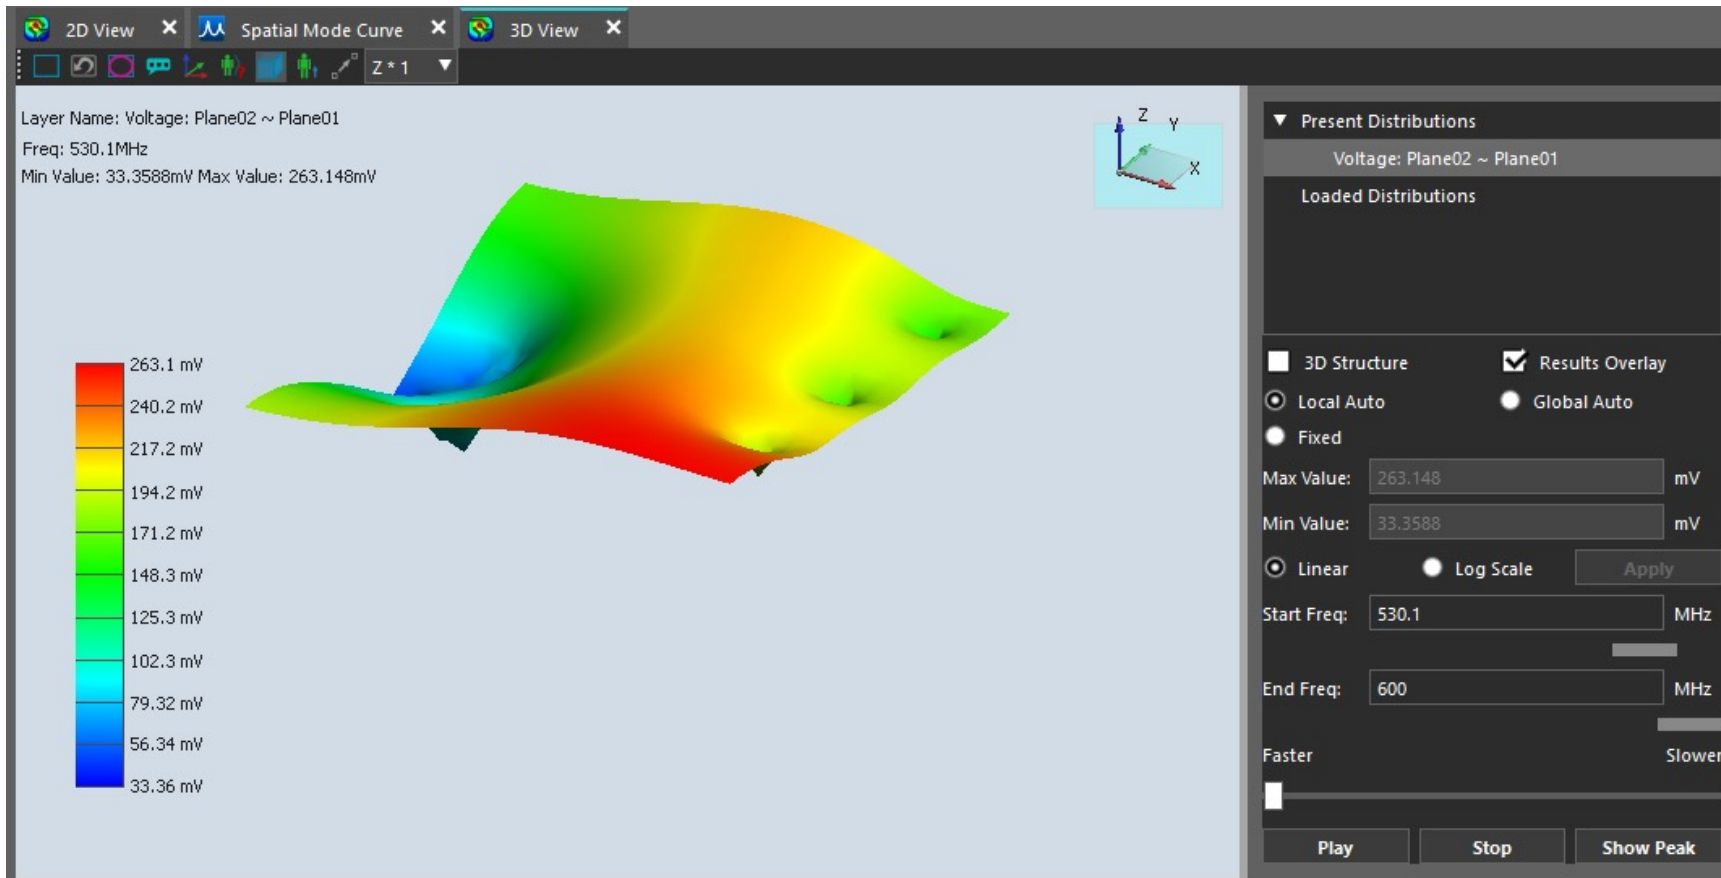 2D View
Spatial Mode Curve
3D View
Z * 1
Layer Name: Voltage: Plane02 ~ Plane01
Freq: 530.1MHz
Min Value: 33.3588mV Max Value: 263.148mV
Z
Y
X
263.1 mV
240.2 mV
217.2 mV
194.2 mV
171.2 mV
148.3 mV
125.3 mV
102.3 mV
79.32 mV
56.34 mV
33.36 mV
Present Distributions
Voltage: Plane02 ~ Plane01
Loaded Distributions
3D Structure Results Overlay
Local Auto Global Auto
Fixed
Max Value: 263.148 mV
Min Value: 33.3588 mV
Linear Log Scale Apply
Start Freq: 530.1 MHz
End Freq: 600 MHz
Faster Slower
Play Stop Show Peak